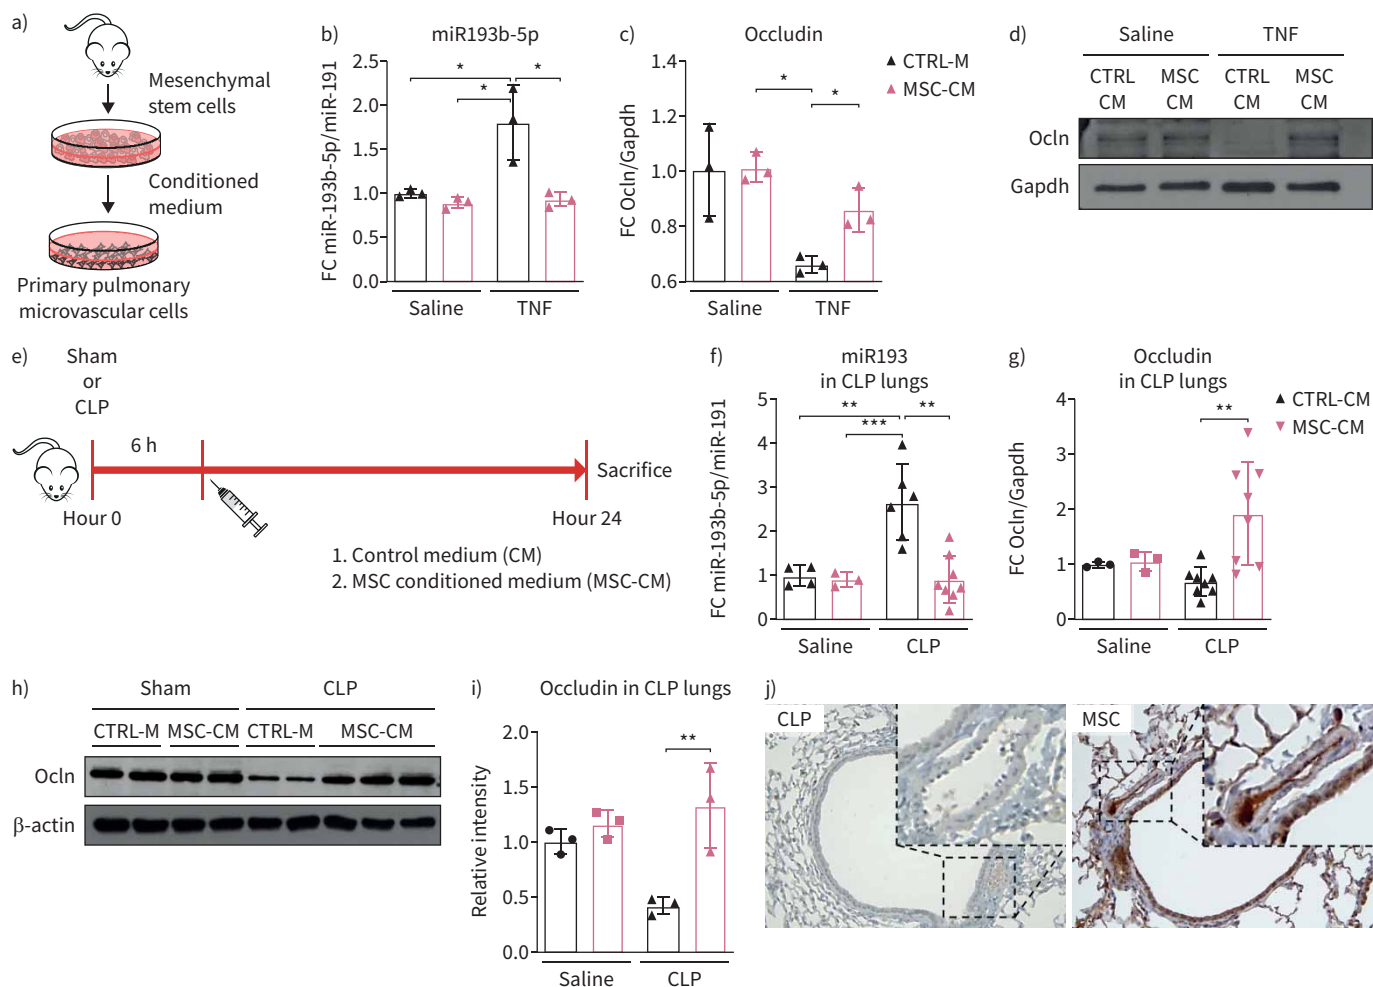 a)
Mesenchymal
stem cells
Conditioned
medium
Primary pulmonary
microvascular cells
b)
miR193b-5p
FC miR-193b-5p/miR-191
2.5
2.0
1.5
1.0
0.5
0.0
*
*
*
Saline
TNF
c)
Occludin
FC Ocln/Gapdh
1.4
1.2
1.0
0.8
0.6
*
*
Saline
TNF
CTRL-M
MSC-CM
d)
Saline
TNF
CTRL MSC CTRL MSC
CM CM CM CM
Ocln
Gapdh
e)
Sham
or
CLP
6 h
Sacrifice
Hour 0
Hour 24
1. Control medium (CM)
2. MSC conditioned medium (MSC-CM)
f)
miR193
in CLP lungs
FC miR-193b-5p/miR-191
5
4
3
2
1
0
**
**
***
Saline
CLP
g)
Occludin
in CLP lungs
FC Ocln/Gapdh
4
3
2
1
0
**
Saline
CLP
CTRL-CM
MSC-CM
h)
Sham
CLP
CTRL-M MSC-CM CTRL-M MSC-CM
Ocln
β-actin
i)
Occludin in CLP lungs
Relative intensity
2.0
1.5
1.0
0.5
0.0
**
Saline
CLP
j)
CLP
MSC